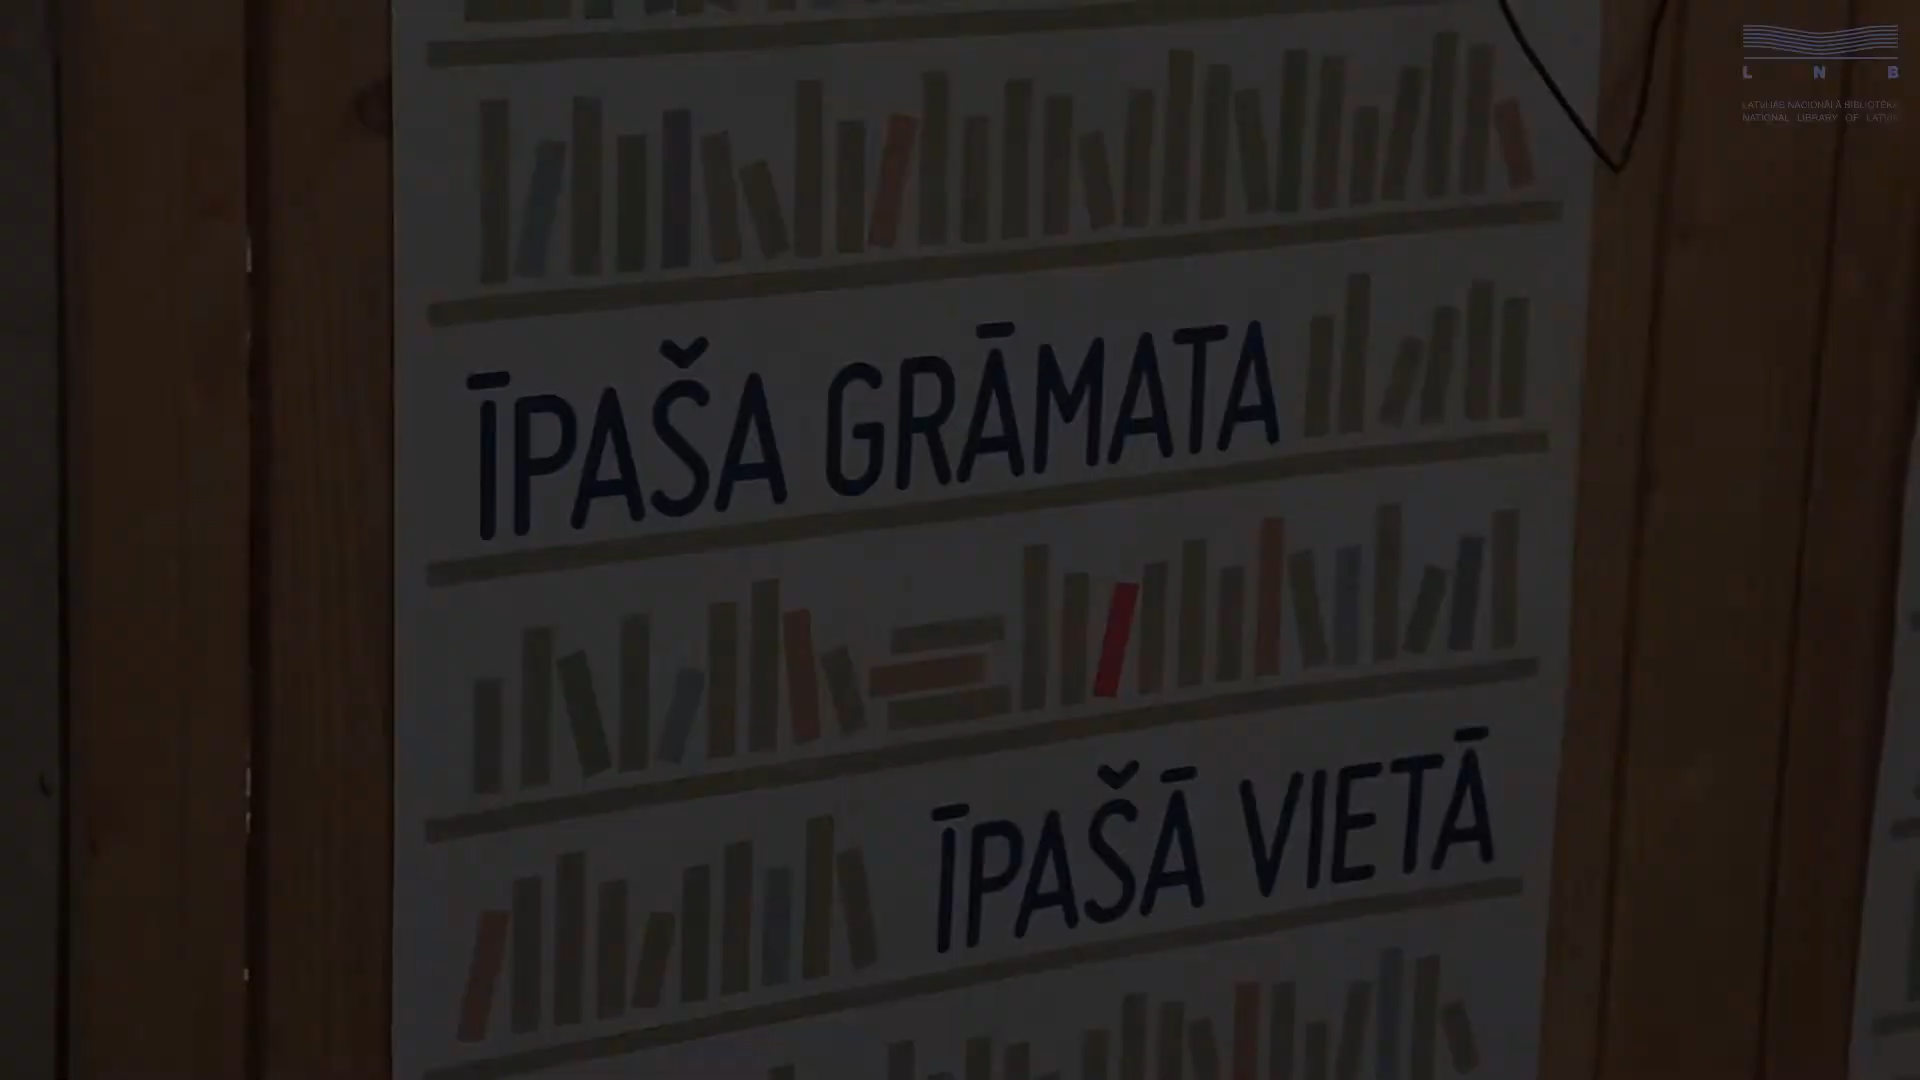 L N B
LATVIJAS NACIONĀLĀ BIBLIOTĒKA
NATIONAL LIBRARY OF LATVIA
ĪPAŠA GRĀMATA
ĪPAŠĀ VIETĀ